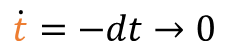 ṫ = −dt → 0